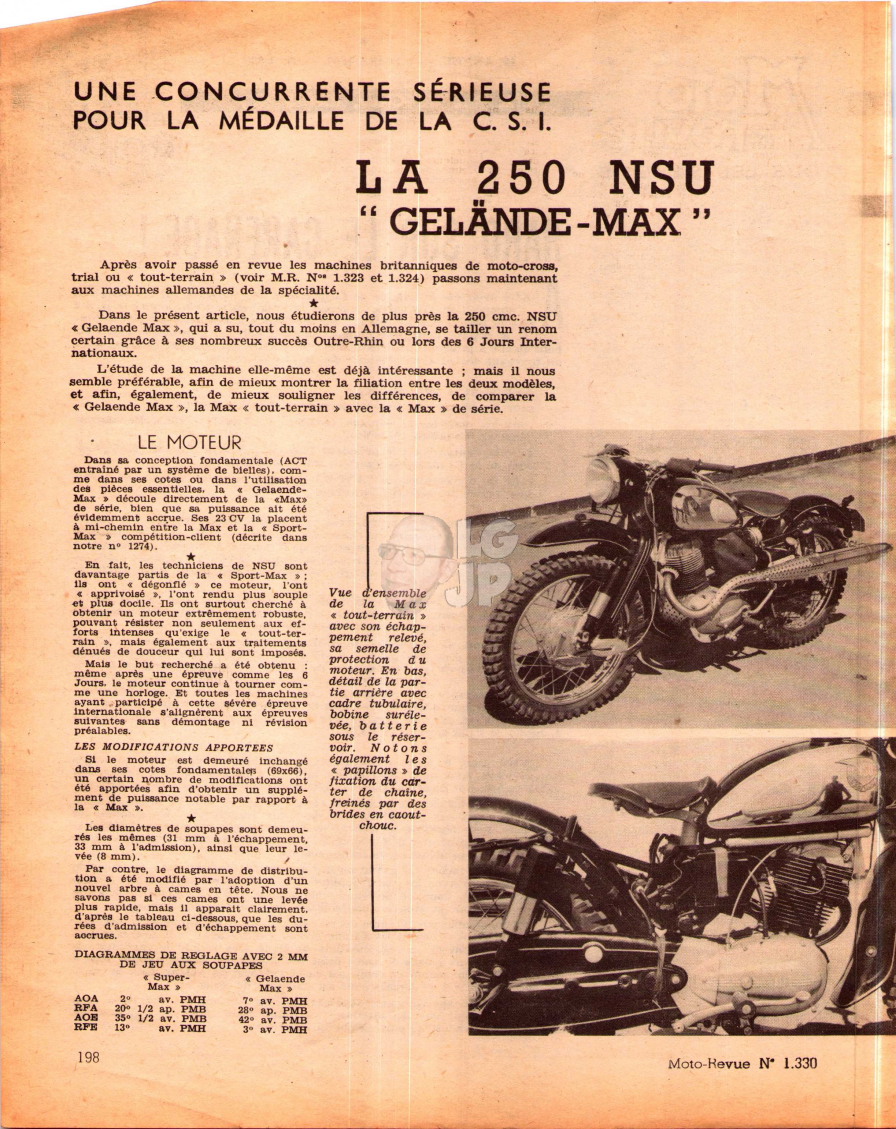 UNE CONCURRENTE SÉRIEUSE
POUR LA MÉDAILLE DE LA C. S. I.
LA 250 NSU
“ GELÄNDE-MAX ”
Après avoir passé en revue les machines britanniques de moto-cross,
trial ou « tout-terrain » (voir M.R. Nos 1.323 et 1.324) passons maintenant
aux machines allemandes de la spécialité.
★
Dans le présent article, nous étudierons de plus près la 250 cmc. NSU
« Gelaende Max », qui a su, tout du moins en Allemagne, se tailler un renom
certain grâce à ses nombreux succès Outre-Rhin ou lors des 6 Jours Inter-
nationaux.
L'étude de la machine elle-même est déjà intéressante ; mais il nous
semble préférable, afin de mieux montrer la filiation entre les deux modèles,
et afin, également, de mieux souligner les différences, de comparer la
« Gelaende Max », la Max « tout-terrain » avec la « Max » de série.
LE MOTEUR
Dans sa conception fondamentale (ACT
entraîné par un système de bielles), com-
me dans ses cotes ou dans l'utilisation
des pièces essentielles, la « Gelaende-
Max » découle directement de la «Max»
de série, bien que sa puissance ait été
évidemment accrue. Ses 23 CV la placent
à mi-chemin entre la Max et la « Sport-
Max » compétition-client (décrite dans
notre n° 1274).
★
En fait, les techniciens de NSU sont
davantage partis de la « Sport-Max » ;
ils ont « dégonflé » ce moteur, l'ont
« apprivoisé », l'ont rendu plus souple
et plus docile. Ils ont surtout cherché à
obtenir un moteur extrêmement robuste,
pouvant résister non seulement aux ef-
forts intenses qu'exige le « tout-ter-
rain », mais également aux traitements
dénués de douceur qui lui sont imposés.
Mais le but recherché a été obtenu :
même après une épreuve comme les 6
Jours, le moteur continue à tourner com-
me une horloge. Et toutes les machines
ayant participé à cette sévère épreuve
internationale s'alignèrent aux épreuves
suivantes sans démontage ni révision
préalables.
LES MODIFICATIONS APPORTEES
Si le moteur est demeuré inchangé
dans ses cotes fondamentales (69x66),
un certain nombre de modifications ont
été apportées afin d'obtenir un supplé-
ment de puissance notable par rapport à
la « Max ».
★
Les diamètres de soupapes sont demeu-
rés les mêmes (31 mm à l'échappement,
33 mm à l'admission), ainsi que leur le-
vée (8 mm).
Par contre, le diagramme de distribu-
tion a été modifié par l'adoption d'un
nouvel arbre à cames en tête. Nous ne
savons pas si ces cames ont une levée
plus rapide, mais il apparait clairement,
d'après le tableau ci-dessous, que les du-
rées d'admission et d'échappement sont
accrues.
DIAGRAMMES DE REGLAGE AVEC 2 MM
DE JEU AUX SOUPAPES
« Super- « Gelaende
Max » Max »
AOA 2° av. PMH 7° av. PMH
RFA 20° 1/2 ap. PMB 28° ap. PMB
AOE 35° 1/2 av. PMB 42° av. PMB
RFE 13° av. PMH 3° av. PMH
Vue d'ensemble
de la Max
« tout-terrain »
avec son échap-
pement relevé,
sa semelle de
protection du
moteur. En bas,
détail de la par-
tie arrière avec
cadre tubulaire,
bobine suréle-
vée, batterie
sous le réser-
voir. Notons
également les
« papillons » de
fixation du car-
ter de chaîne,
freinés par des
brides en caout-
chouc.
LG
JP
198
Moto-Revue N° 1.330